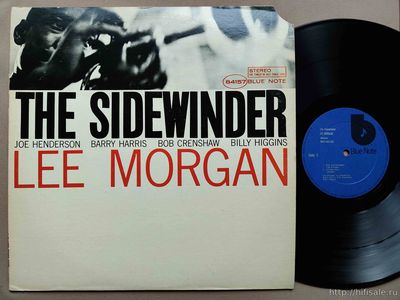 STEREO
84157 BLUE NOTE
THE SIDEWINDER
JOE HENDERSON BARRY HARRIS BOB CRENSHAW BILLY HIGGINS
LEE MORGAN
b
Blue Note
http://hifisale.ru